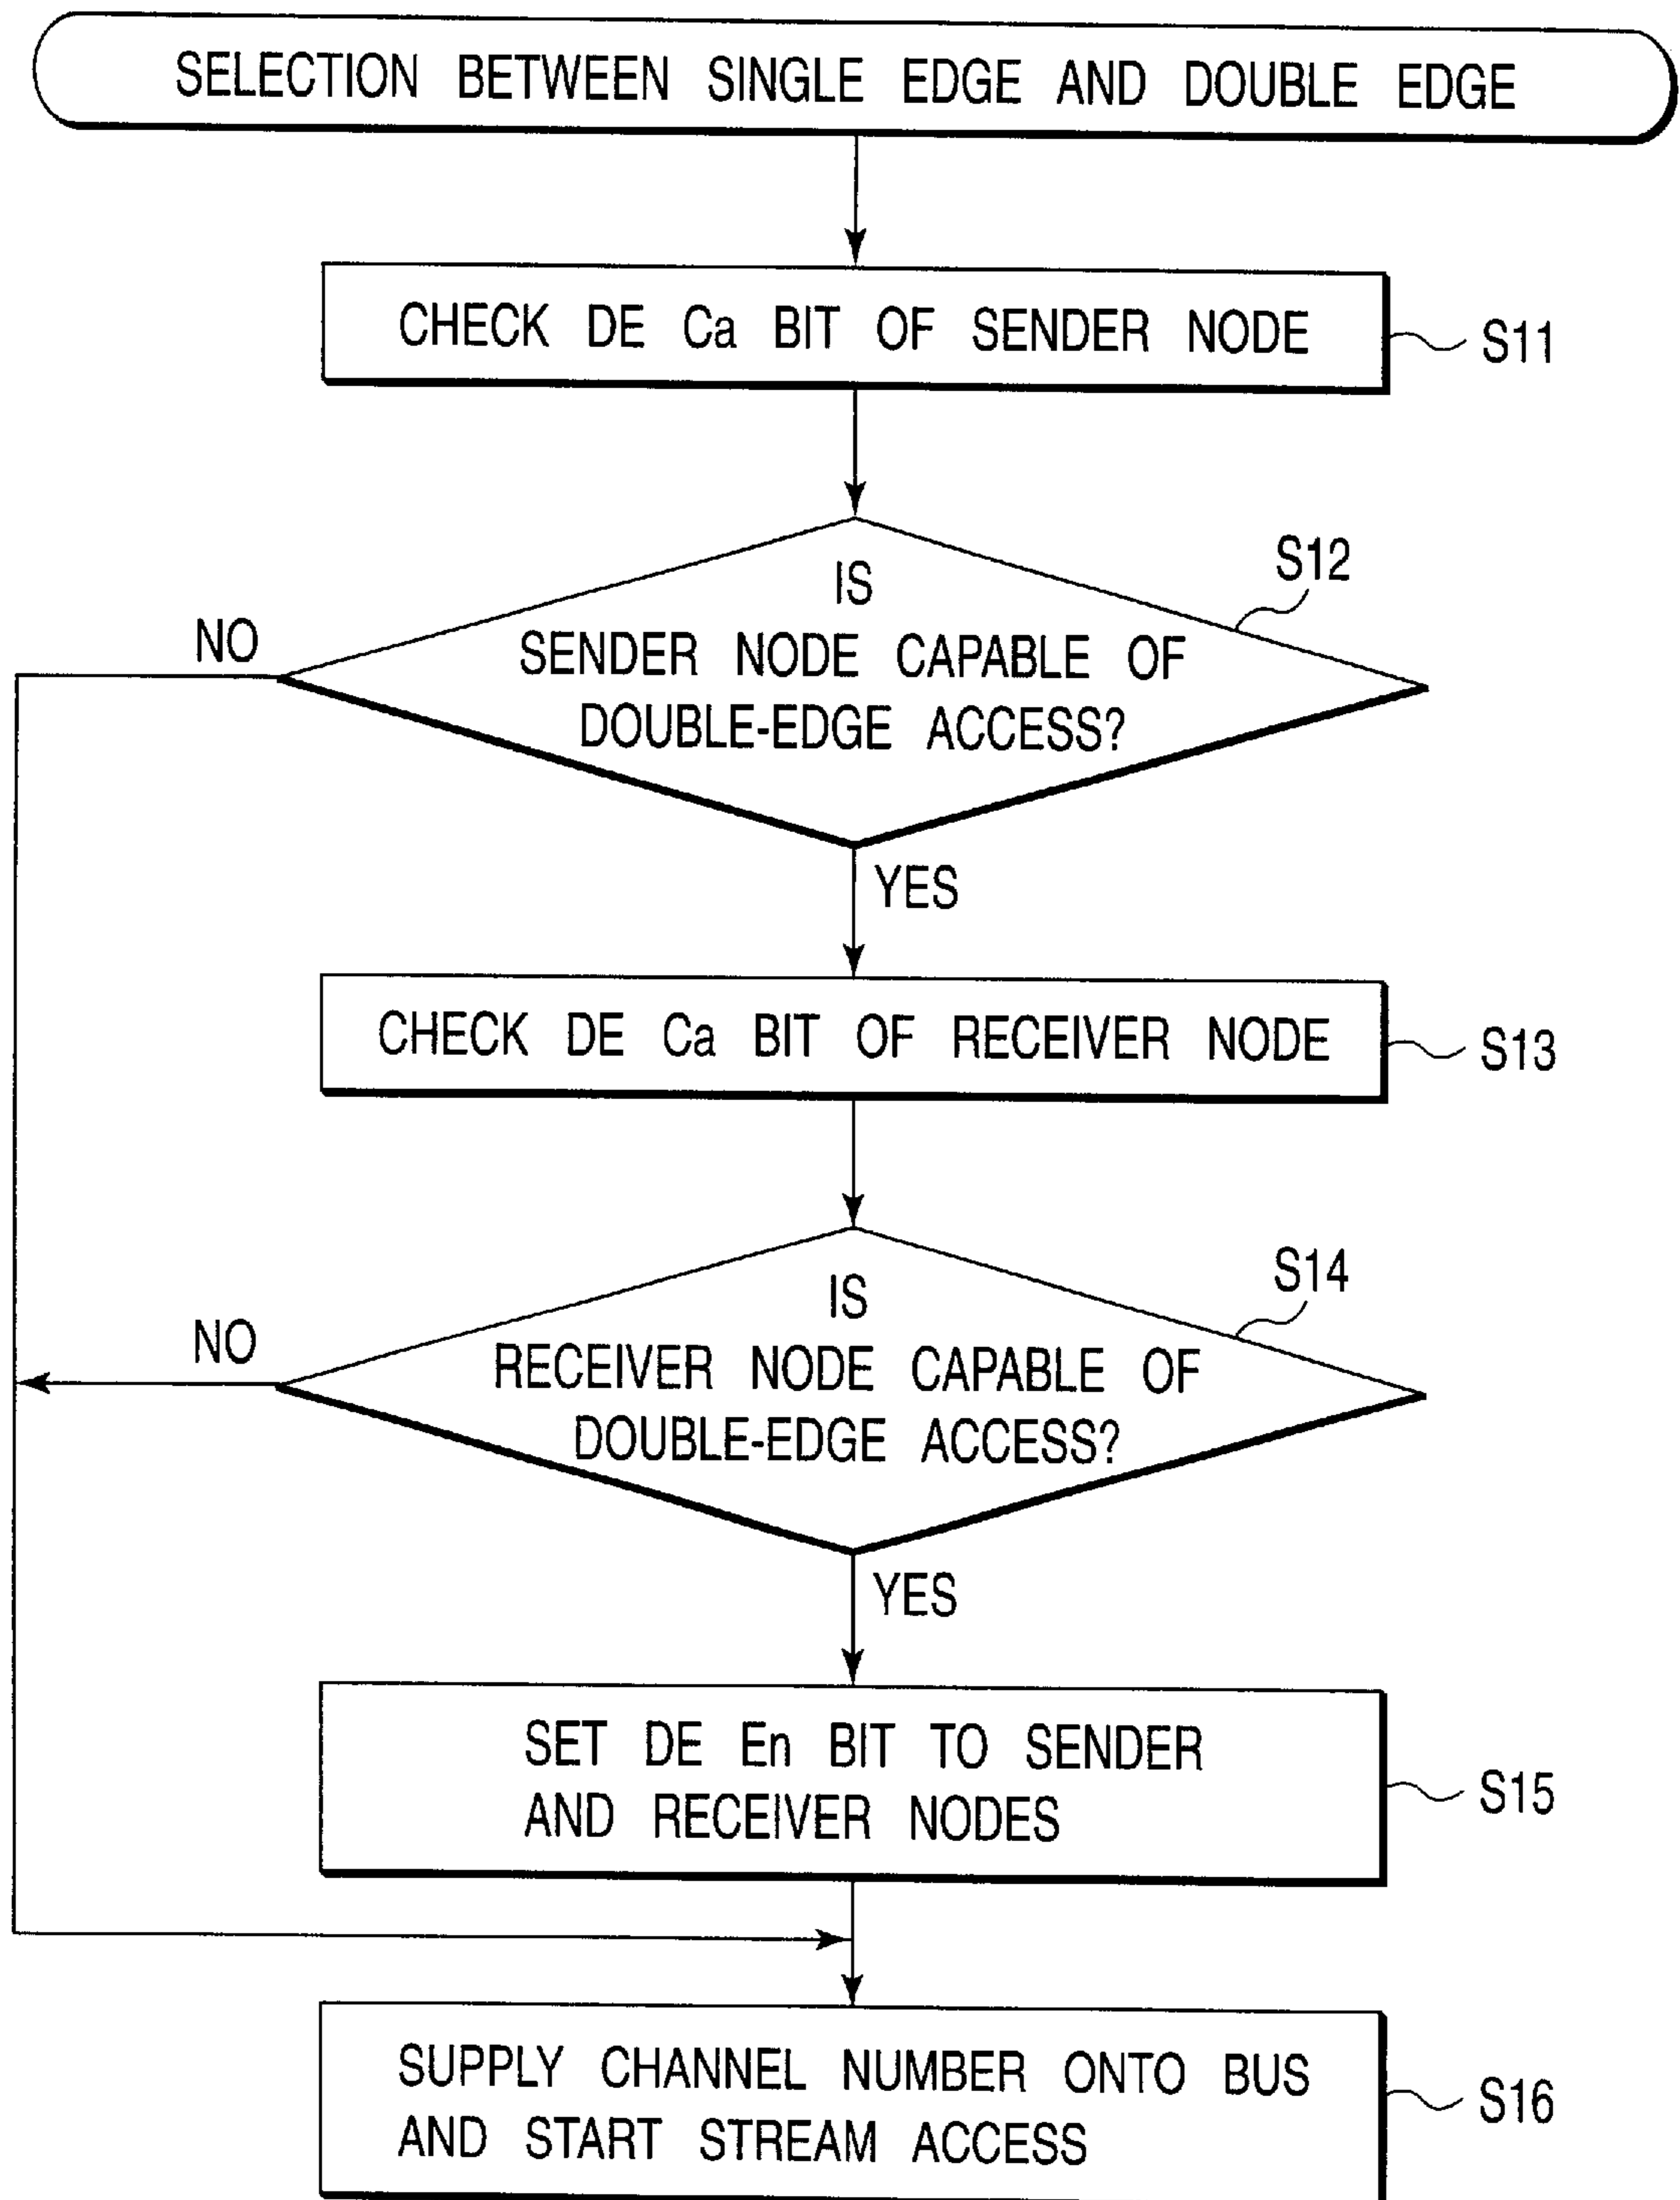 SELECTION BETWEEN SINGLE EDGE AND DOUBLE EDGE
CHECK DE Ca BIT OF SENDER NODE
S11
S12
IS
SENDER NODE CAPABLE OF
DOUBLE-EDGE ACCESS?
NO
YES
CHECK DE Ca BIT OF RECEIVER NODE
S13
S14
IS
RECEIVER NODE CAPABLE OF
DOUBLE-EDGE ACCESS?
NO
YES
SET DE En BIT TO SENDER
AND RECEIVER NODES
S15
SUPPLY CHANNEL NUMBER ONTO BUS
AND START STREAM ACCESS
S16